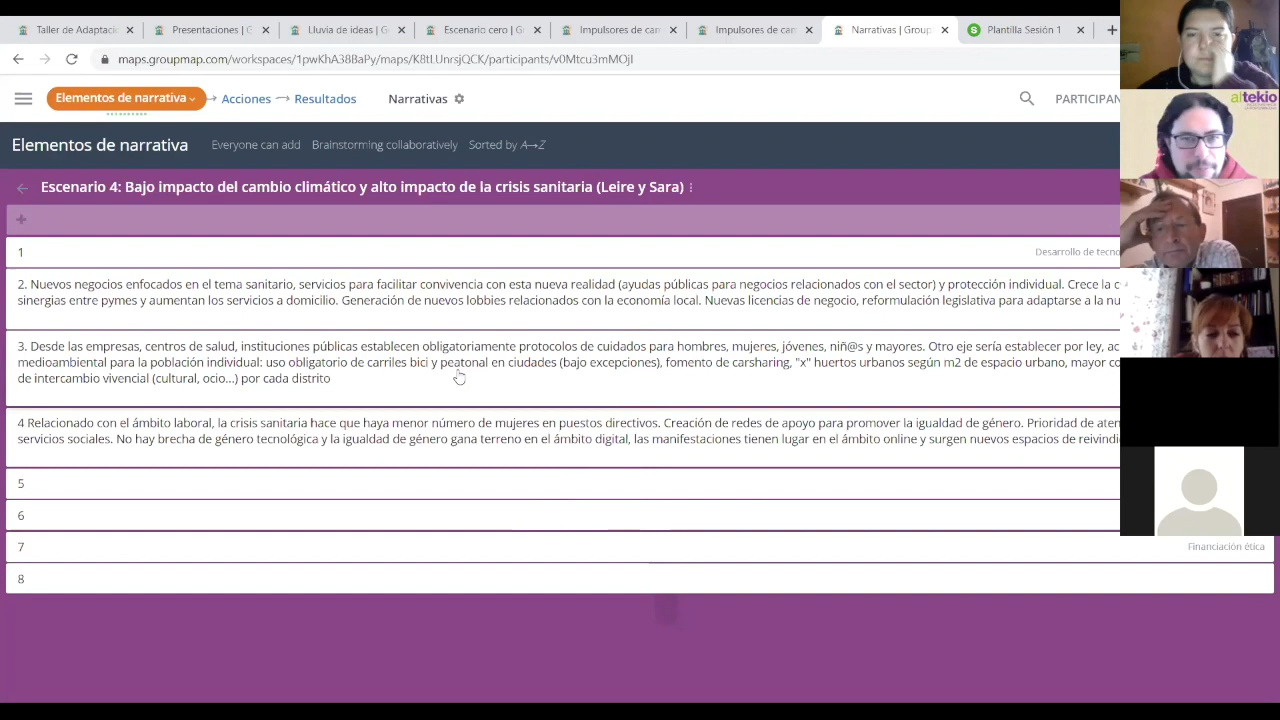 Taller de Adaptaci
Presentaciones | G
Lluvia de ideas | G
Escenario cero | G
Impulsores de cam
Impulsores de cam
Narrativas | Group
Plantilla Sesión 1
altekio
maps.groupmap.com/workspaces/1pwKhA38BaPy/maps/K8tLUnrsjQCK/participants/v0Mtcu3mMOjI
Elementos de narrativa
Acciones
Resultados
Narrativas
PARTICIPAN
Elementos de narrativa
Everyone can add
Brainstorming collaboratively
Sorted by A→Z
Escenario 4: Bajo impacto del cambio climático y alto impacto de la crisis sanitaria (Leire y Sara)
1
Desarrollo de tecno
2. Nuevos negocios enfocados en el tema sanitario, servicios para facilitar convivencia con esta nueva realidad (ayudas públicas para negocios relacionados con el sector) y protección individual. Crece la c
sinergias entre pymes y aumentan los servicios a domicilio. Generación de nuevos lobbies relacionados con la economía local. Nuevas licencias de negocio, reformulación legislativa para adaptarse a la nu
3. Desde las empresas, centros de salud, instituciones públicas establecen obligatoriamente protocolos de cuidados para hombres, mujeres, jóvenes, niñ@s y mayores. Otro eje sería establecer por ley, ac
medioambiental para la población individual: uso obligatorio de carriles bici y peatonal en ciudades (bajo excepciones), fomento de carsharing, "x" huertos urbanos según m2 de espacio urbano, mayor co
de intercambio vivencial (cultural, ocio...) por cada distrito
4 Relacionado con el ámbito laboral, la crisis sanitaria hace que haya menor número de mujeres en puestos directivos. Creación de redes de apoyo para promover la igualdad de género. Prioridad de aten
servicios sociales. No hay brecha de género tecnológica y la igualdad de género gana terreno en el ámbito digital, las manifestaciones tienen lugar en el ámbito online y surgen nuevos espacios de reivindi
5
6
7
Financiación ética
8